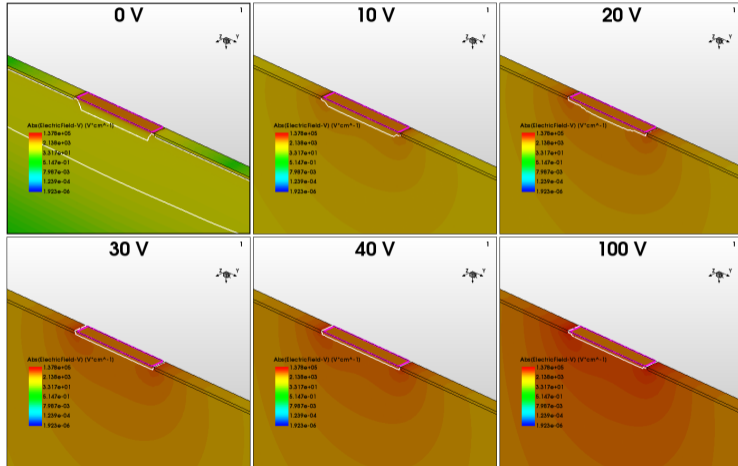 0 V
1
Z Y
Abs(ElectricField-V) (V*cm^-1)
1.378e+05
2.138e+03
3.317e+01
5.147e-01
7.987e-03
1.239e-04
1.923e-06
10 V
1
Z Y
Abs(ElectricField-V) (V*cm^-1)
1.378e+05
2.138e+03
3.317e+01
5.147e-01
7.987e-03
1.239e-04
1.923e-06
20 V
1
Z Y
Abs(ElectricField-V) (V*cm^-1)
1.378e+05
2.138e+03
3.317e+01
5.147e-01
7.987e-03
1.239e-04
1.923e-06
30 V
1
Z Y
Abs(ElectricField-V) (V*cm^-1)
1.378e+05
2.138e+03
3.317e+01
5.147e-01
7.987e-03
1.239e-04
1.923e-06
40 V
1
Z Y
Abs(ElectricField-V) (V*cm^-1)
1.378e+05
2.138e+03
3.317e+01
5.147e-01
7.987e-03
1.239e-04
1.923e-06
100 V
1
Z Y
Abs(ElectricField-V) (V*cm^-1)
1.378e+05
2.138e+03
3.317e+01
5.147e-01
7.987e-03
1.239e-04
1.923e-06